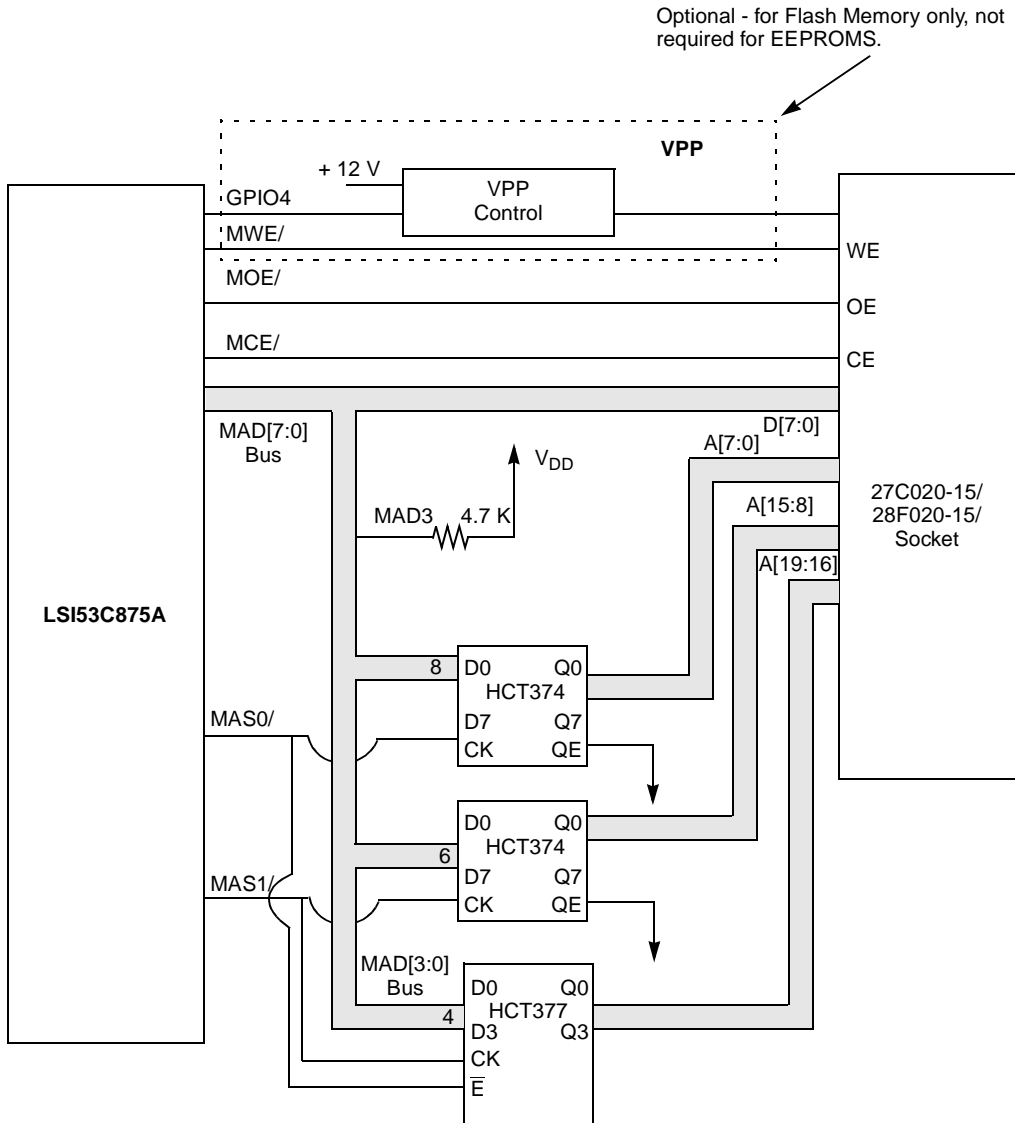 Optional - for Flash Memory only, not
required for EEPROMS.
VPP
+ 12 V
VPP
Control
GPIO4
MWE/
WE
MOE/
OE
MCE/
CE
MAD[7:0]
Bus
D[7:0]
A[7:0]
VDD
27C020-15/
28F020-15/
Socket
A[15:8]
MAD3
4.7 K
A[19:16]
LSI53C875A
8
D0
Q0
HCT374
D7
Q7
CK
QE
MAS0/
D0
Q0
HCT374
6
D7
Q7
CK
QE
MAS1/
MAD[3:0]
Bus
D0
Q0
HCT377
4
D3
Q3
CK
E